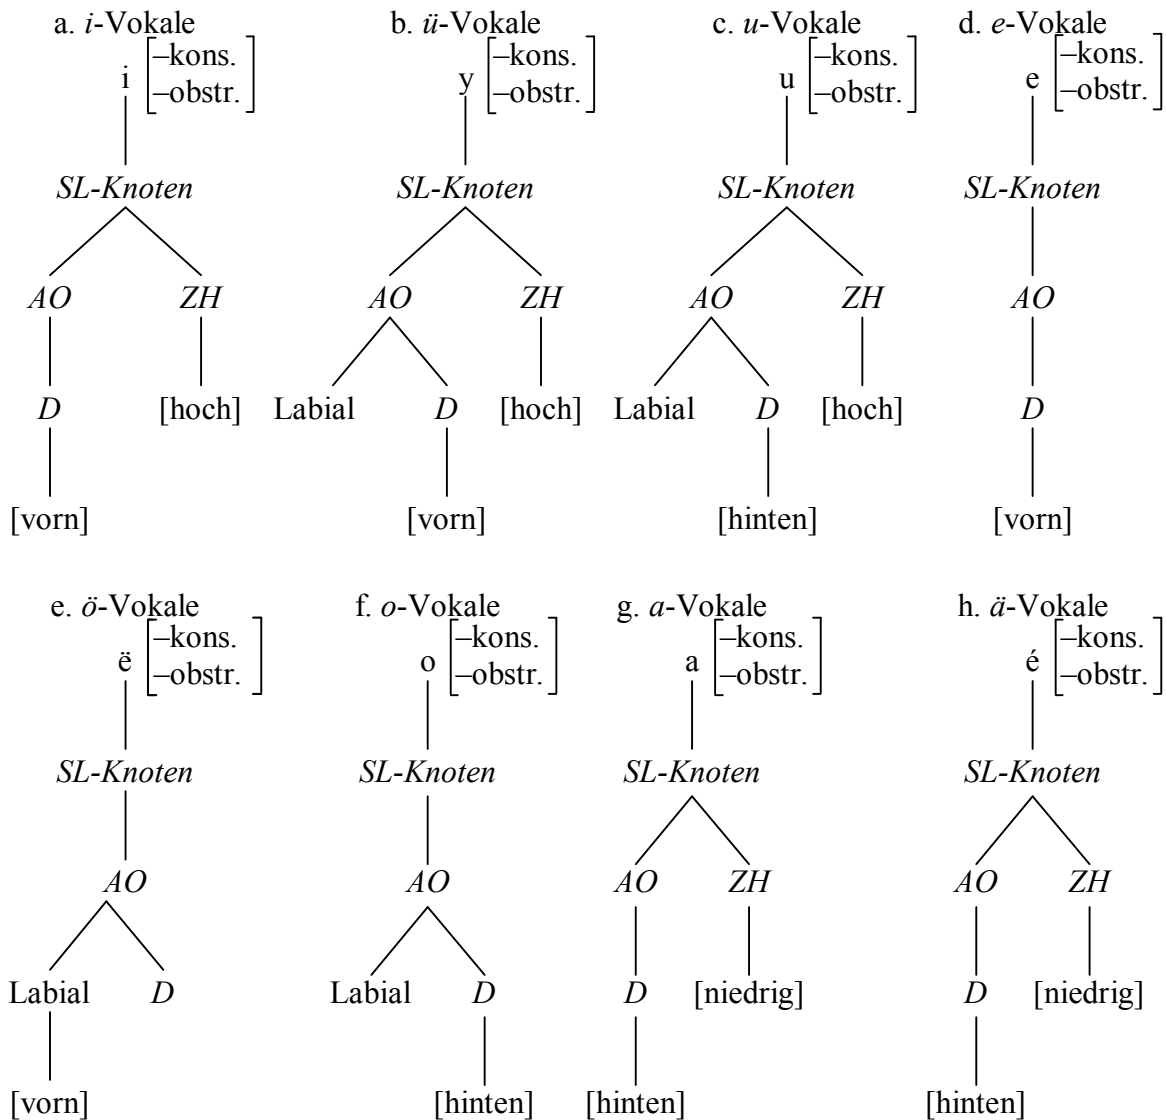 a. i-Vokale b. ü-Vokale c. u-Vokale d. e-Vokale
i [–kons. –obstr.] y [–kons. –obstr.] u [–kons. –obstr.] e [–kons. –obstr.]
SL-Knoten SL-Knoten SL-Knoten SL-Knoten
AO ZH AO ZH AO ZH AO
D [hoch] Labial D [hoch] Labial D [hoch] D
[vorn] [vorn] [hinten] [vorn]
e. ö-Vokale f. o-Vokale g. a-Vokale h. ä-Vokale
ë [–kons. –obstr.] o [–kons. –obstr.] a [–kons. –obstr.] é [–kons. –obstr.]
SL-Knoten SL-Knoten SL-Knoten SL-Knoten
AO AO AO ZH AO ZH
Labial D Labial D D [niedrig] D [niedrig]
[vorn] [hinten] [hinten] [hinten]